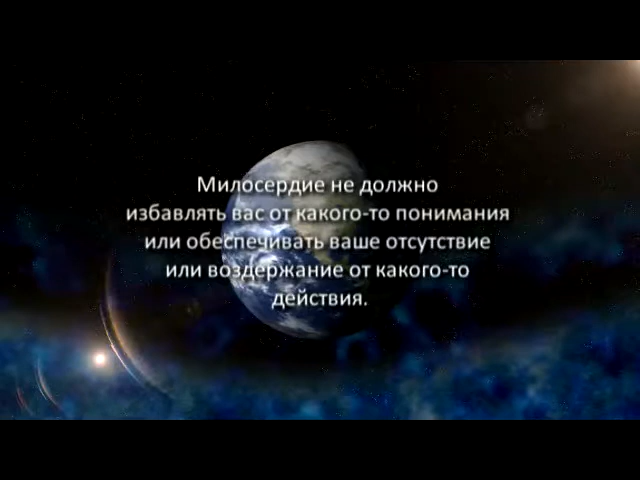 Милосердие не должно
избавлять вас от какого-то понимания
или обеспечивать ваше отсутствие
или воздержание от какого-то
действия.